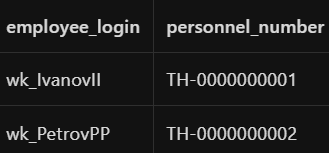 employee_login personnel_number
wk_IvanovII TH-0000000001
wk_PetrovPP TH-0000000002